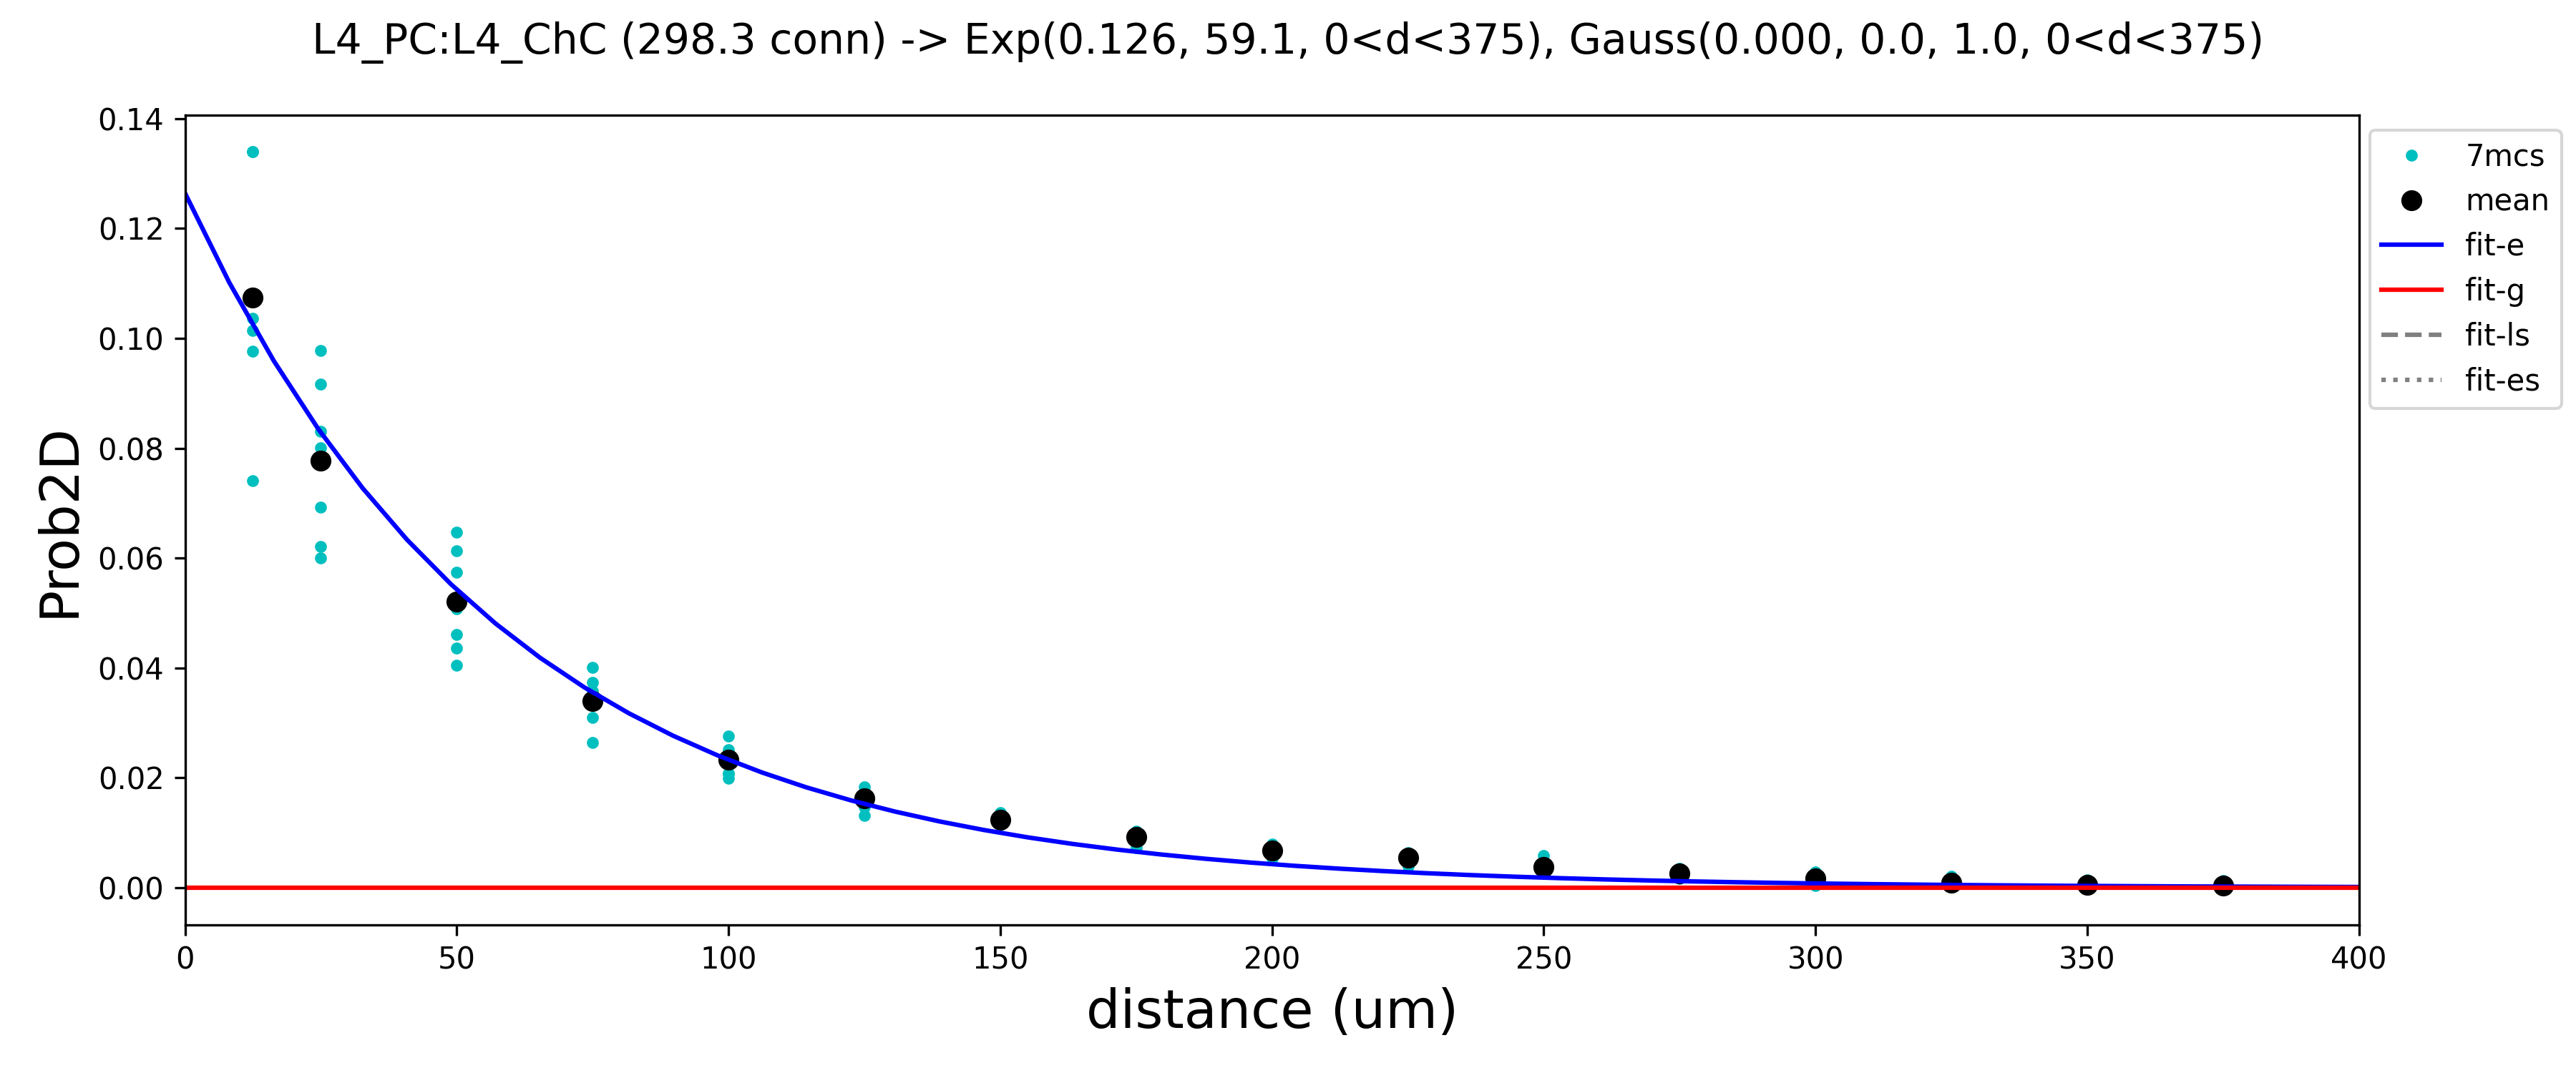 L4_PC:L4_ChC (298.3 conn) -> Exp(0.126, 59.1, 0<d<375), Gauss(0.000, 0.0, 1.0, 0<d<375)
0.14
0.12
0.10
0.08
0.06
0.04
0.02
0.00
Prob2D
0 50 100 150 200 250 300 350 400
distance (um)
7mcs
mean
fit-e
fit-g
fit-ls
fit-es